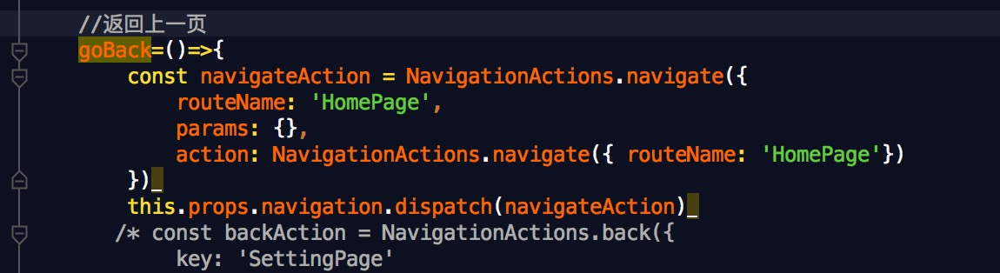 //返回上一页
goBack=()=>{
const navigateAction = NavigationActions.navigate({
routeName: 'HomePage',
params: {},
action: NavigationActions.navigate({ routeName: 'HomePage'})
})
this.props.navigation.dispatch(navigateAction)
/* const backAction = NavigationActions.back({
key: 'SettingPage'